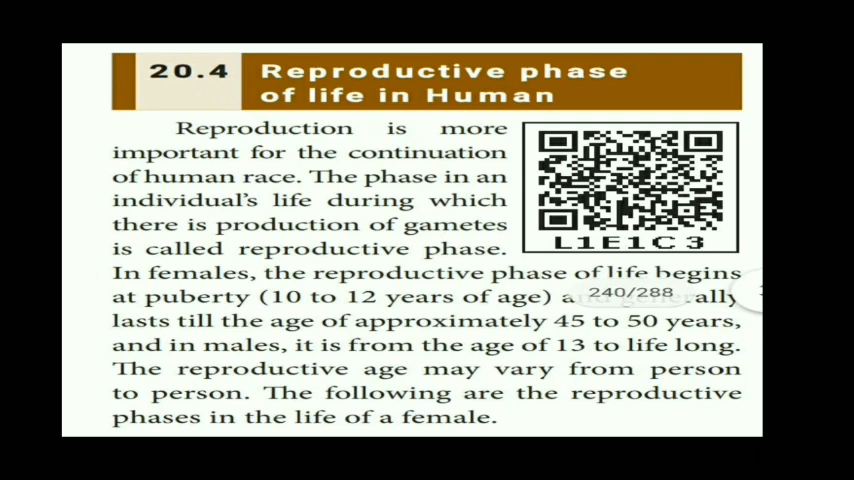 20.4 Reproductive phase
of life in Human
Reproduction is more
important for the continuation
of human race. The phase in an
individual's life during which
there is production of gametes
is called reproductive phase.
L1E1C3
In females, the reproductive phase of life begins
at puberty (10 to 12 years of age) and generally
240/288
lasts till the age of approximately 45 to 50 years,
and in males, it is from the age of 13 to life long.
The reproductive age may vary from person
to person. The following are the reproductive
phases in the life of a female.